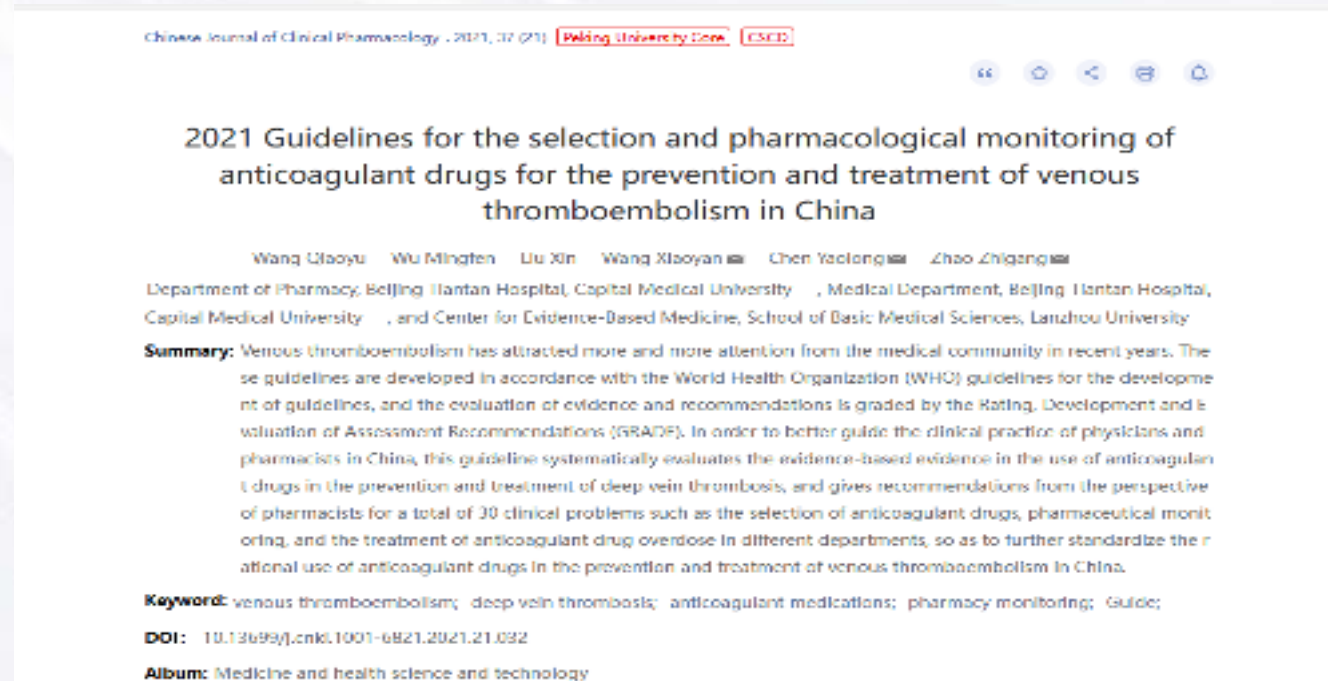 Chinese Journal of Clinical Pharmacology . 2021, 37 (21) Peking University Core CSCD
2021 Guidelines for the selection and pharmacological monitoring of
anticoagulant drugs for the prevention and treatment of venous
thromboembolism in China
Wang Qiaoyu Wu Mingfen Liu Xin Wang Xiaoyan Chen Yaolong Zhao Zhigang
Department of Pharmacy, Beijing Tiantan Hospital, Capital Medical University , Medical Department, Beijing Tiantan Hospital,
Capital Medical University , and Center for Evidence-Based Medicine, School of Basic Medical Sciences, Lanzhou University
Summary: Venous thromboembolism has attracted more and more attention from the medical community in recent years. The
se guidelines are developed in accordance with the World Health Organization (WHO) guidelines for the developme
nt of guidelines, and the evaluation of evidence and recommendations is graded by the Rating, Development and E
valuation of Assessment Recommendations (GRADE). In order to better guide the clinical practice of physicians and
pharmacists in China, this guideline systematically evaluates the evidence-based evidence in the use of anticoagulan
t drugs in the prevention and treatment of deep vein thrombosis, and gives recommendations from the perspective
of pharmacists for a total of 30 clinical problems such as the selection of anticoagulant drugs, pharmaceutical monit
oring, and the treatment of anticoagulant drug overdose in different departments, so as to further standardize the r
ational use of anticoagulant drugs in the prevention and treatment of venous thromboembolism in China.
Keyword: venous thromboembolism; deep vein thrombosis; anticoagulant medications; pharmacy monitoring; Guide;
DOI: 10.13699/j.cnki.1001-6821.2021.21.032
Album: Medicine and health science and technology